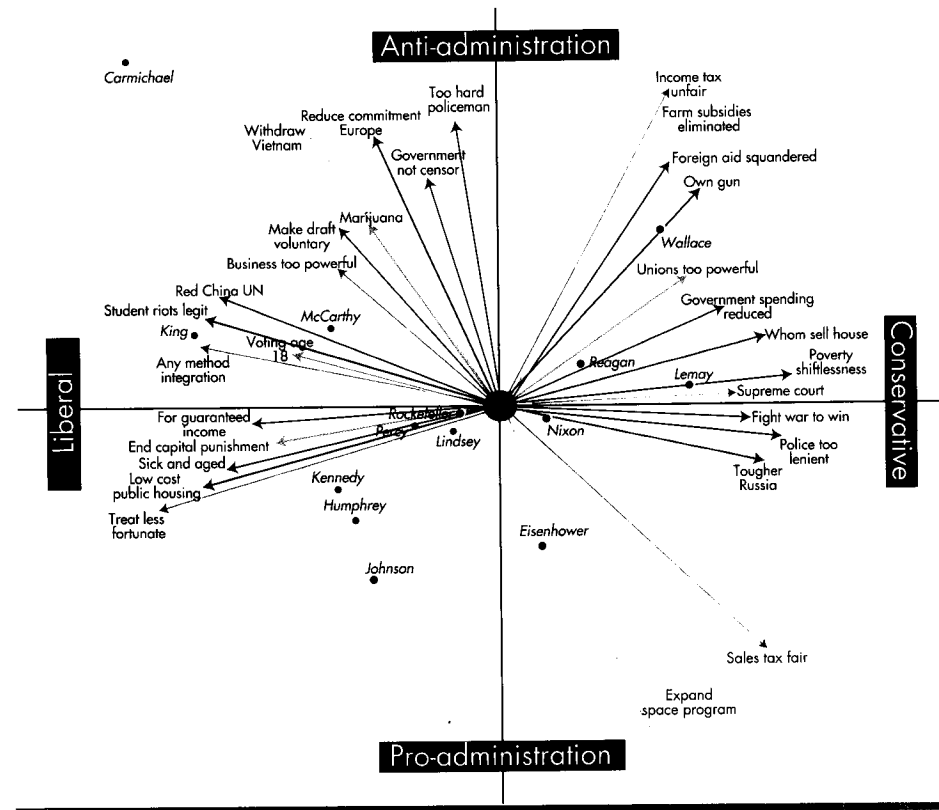 Anti-administration
Carmichael
Income tax
unfair
Too hard
policeman
Farm subsidies
eliminated
Reduce commitment
Europe
Withdraw
Vietnam
Government
not censor
Foreign aid squandered
Own gun
Marijuana
Make draft
voluntary
Wallace
Business too powerful
Unions too powerful
Red China UN
Student riots legit
Government spending
reduced
McCarthy
King
Whom sell house
Voting age
18
Any method
integration
Reagan
Poverty
shiftlessness
Lemay
Supreme court
Liberal
Conservative
For guaranteed
income
Rockefeller
Fight war to win
Percy
Lindsey
Nixon
End capital punishment
Police too
lenient
Sick and aged
Low cost
public housing
Tougher
Russia
Kennedy
Humphrey
Treat less
fortunate
Eisenhower
Johnson
Sales tax fair
Expand
space program
Pro-administration